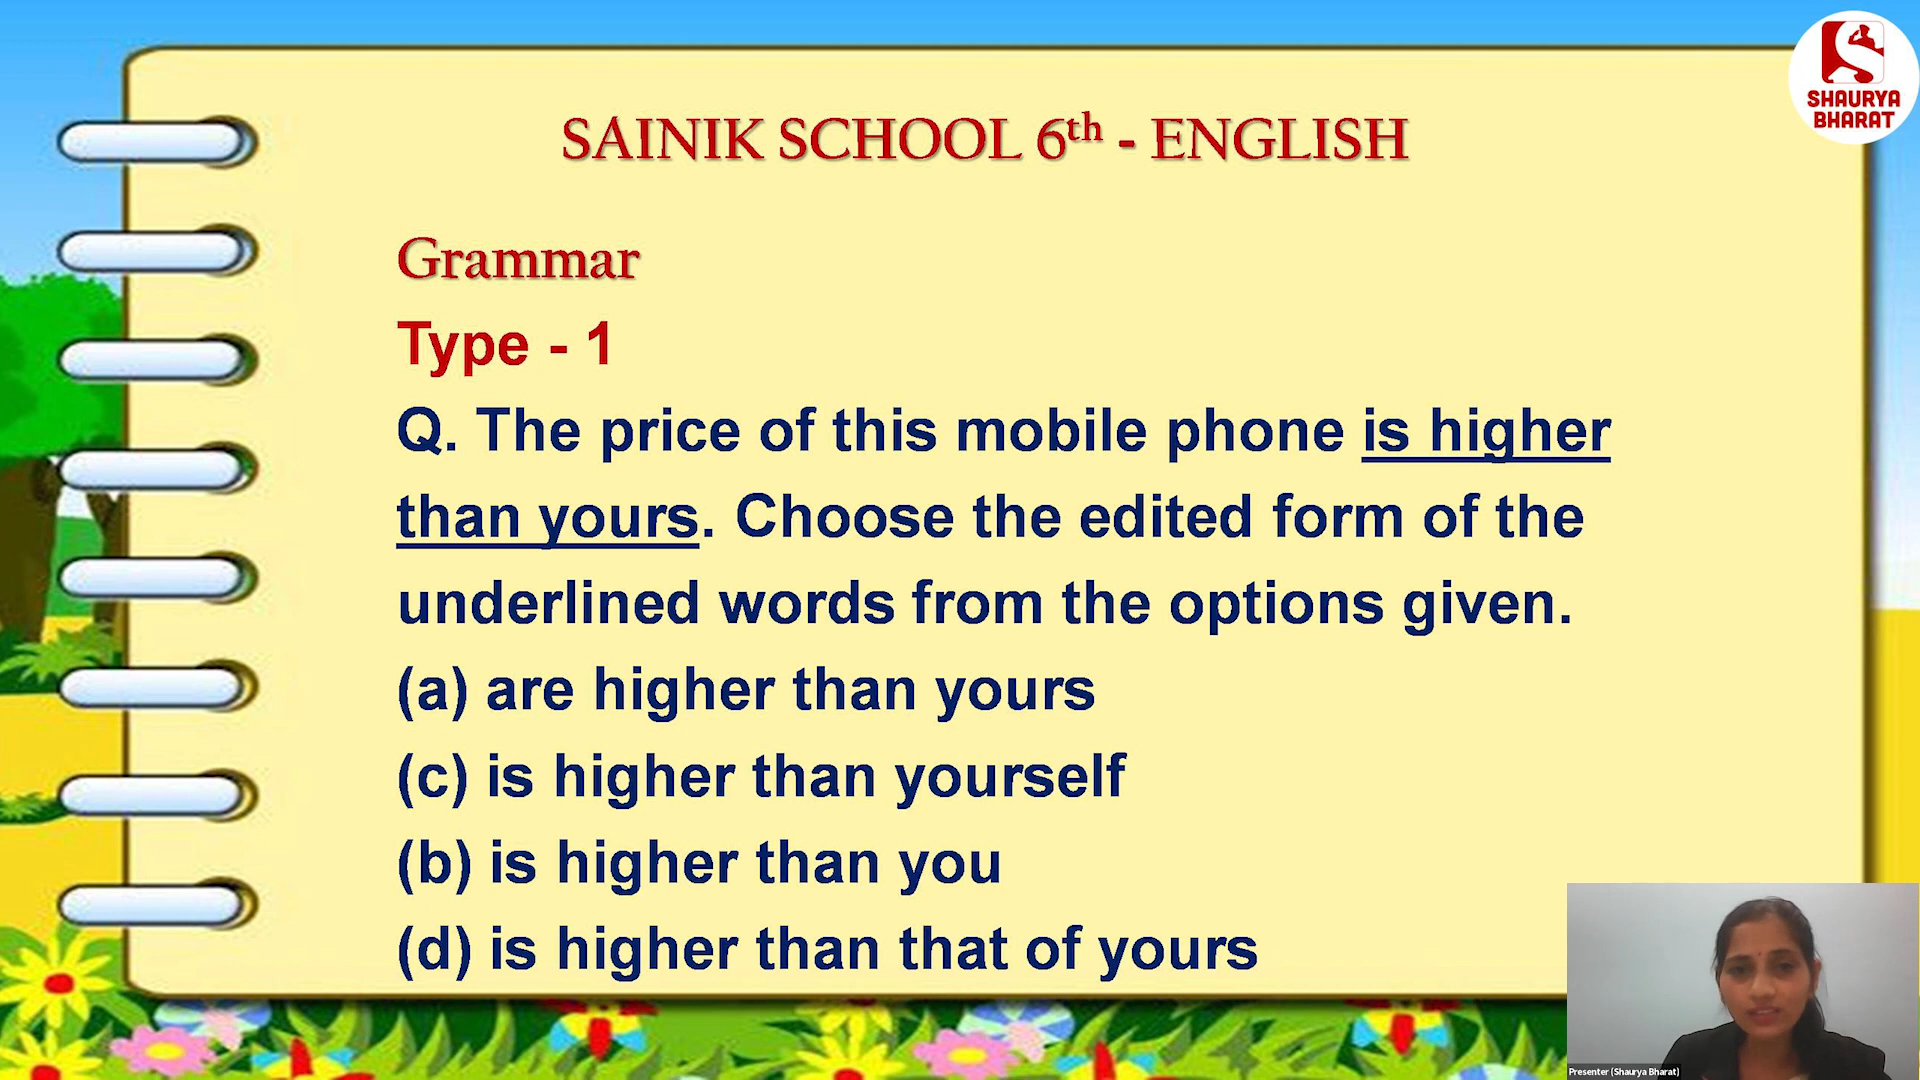 SHAURYA
BHARAT
SAINIK SCHOOL 6th - ENGLISH
Grammar
Type - 1
Q. The price of this mobile phone is higher
than yours. Choose the edited form of the
underlined words from the options given.
(a) are higher than yours
(c) is higher than yourself
(b) is higher than you
(d) is higher than that of yours
Presenter (Shaurya Bharat)